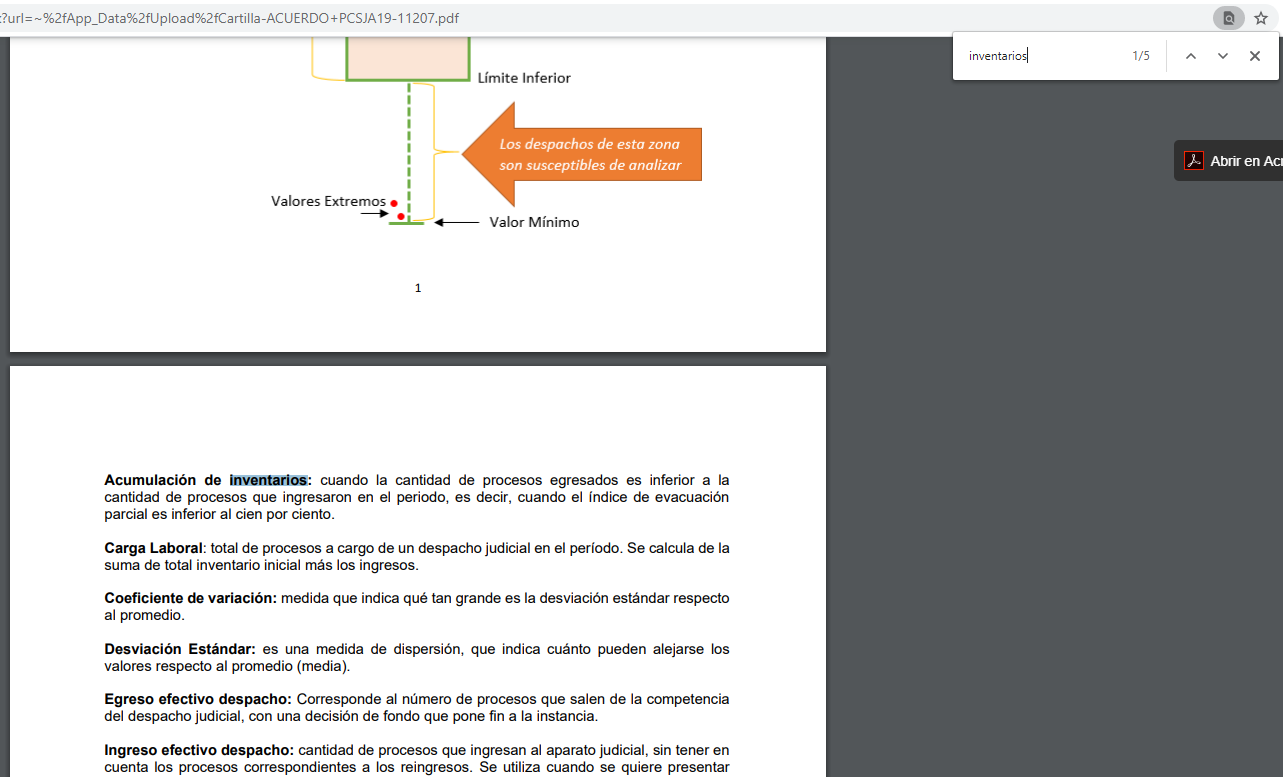 :?url=~%2fApp_Data%2fUpload%2fCartilla-ACUERDO+PCSJA19-11207.pdf
inventarios
1/5
Límite Inferior
Los despachos de esta zona
son susceptibles de analizar
Abrir en Acr
Valores Extremos
Valor Mínimo
1
Acumulación de inventarios: cuando la cantidad de procesos egresados es inferior a la
cantidad de procesos que ingresaron en el periodo, es decir, cuando el índice de evacuación
parcial es inferior al cien por ciento.
Carga Laboral: total de procesos a cargo de un despacho judicial en el período. Se calcula de la
suma de total inventario inicial más los ingresos.
Coeficiente de variación: medida que indica qué tan grande es la desviación estándar respecto
al promedio.
Desviación Estándar: es una medida de dispersión, que indica cuánto pueden alejarse los
valores respecto al promedio (media).
Egreso efectivo despacho: Corresponde al número de procesos que salen de la competencia
del despacho judicial, con una decisión de fondo que pone fin a la instancia.
Ingreso efectivo despacho: cantidad de procesos que ingresan al aparato judicial, sin tener en
cuenta los procesos correspondientes a los reingresos. Se utiliza cuando se quiere presentar